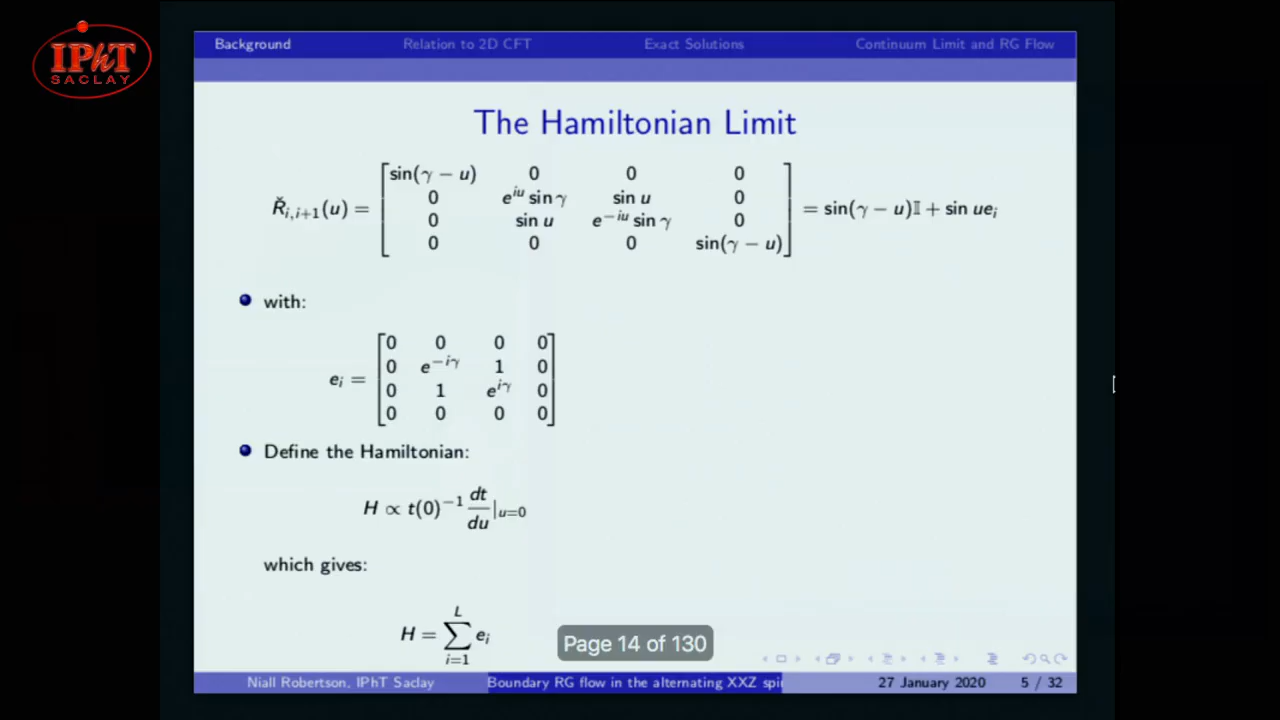 IPhT
SACLAY
Background Relation to 2D CFT Exact Solutions Continuum Limit and RG Flow
The Hamiltonian Limit
Ř_{i,i+1}(u) = [sin(γ − u) 0 0 0
0 e^{iu} sin γ sin u 0
0 sin u e^{−iu} sin γ 0
0 0 0 sin(γ − u)] = sin(γ − u)𝕀 + sin ue_i
with:
e_i = [0 0 0 0
0 e^{−iγ} 1 0
0 1 e^{iγ} 0
0 0 0 0]
Define the Hamiltonian:
H ∝ t(0)^{−1} dt/du |_{u=0}
which gives:
H = ∑_{i=1}^{L} e_i
Page 14 of 130
Niall Robertson, IPhT Saclay Boundary RG flow in the alternating XXZ spi 27 January 2020 5 / 32